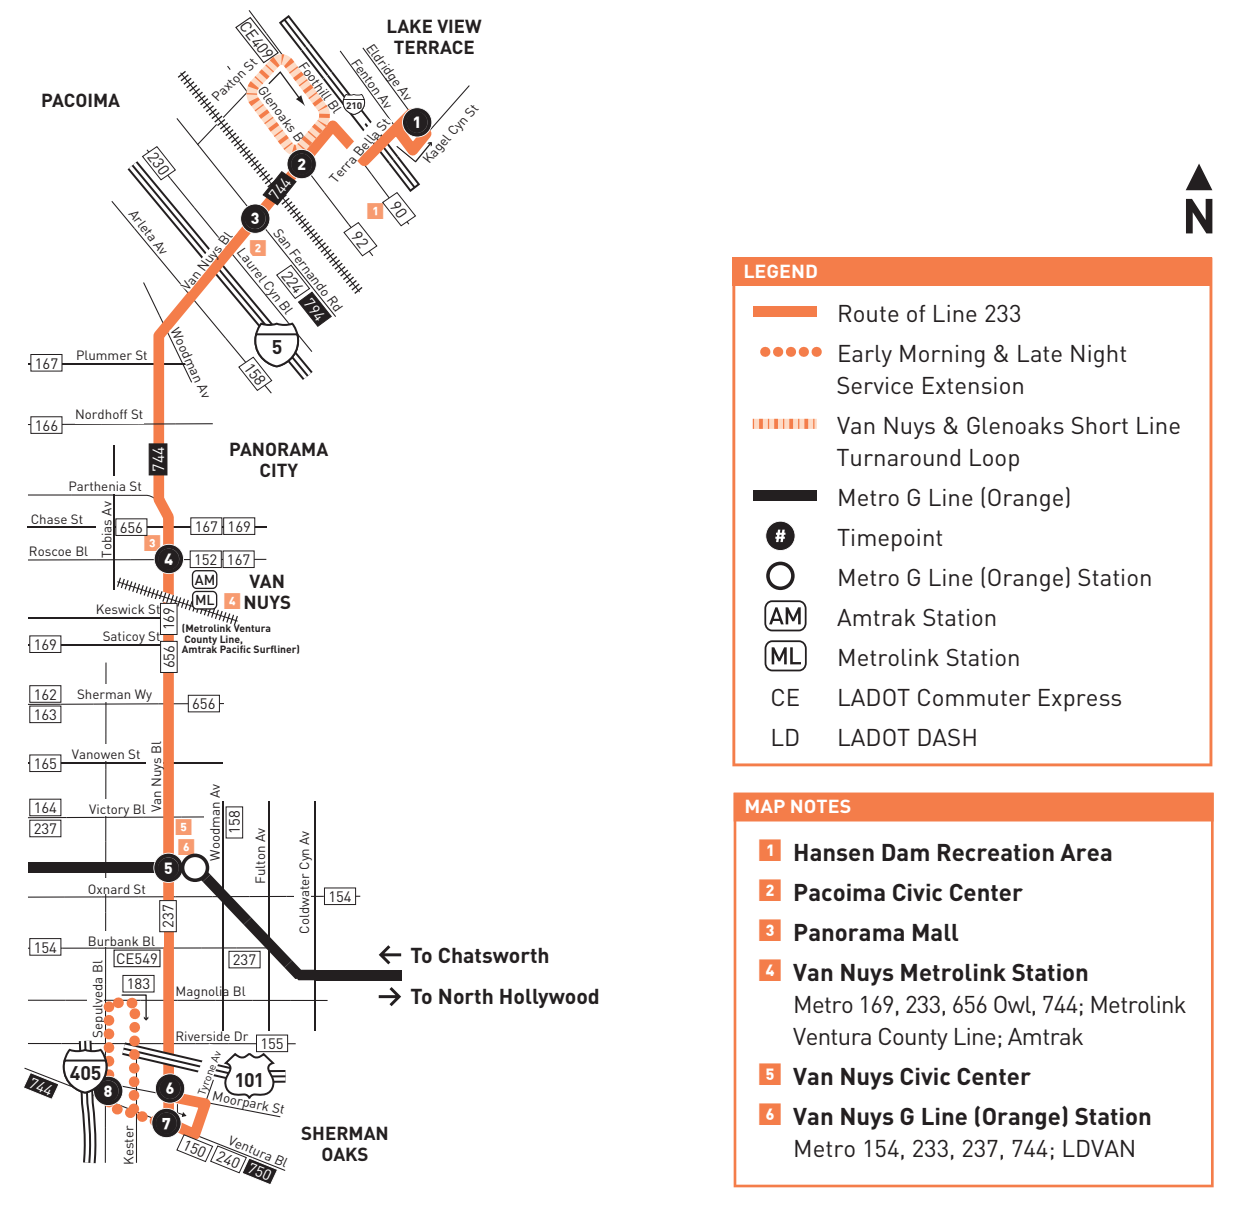 LAKE VIEW
TERRACE
PACOIMA
CE409
Paxton St
Foothill Bl
Glenoaks B
210
Eldridge Av
Fenton Av
Terra Bella St
Kagel Cyn St
1
2
3
744
230
Arleta Av
Van Nuys Bl
1
90
92
2
San Fernando Rd
Laurel Cyn Bl
224
794
5
158
Woodman Av
Plummer St
167
Nordhoff St
166
744
PANORAMA
CITY
Parthenia St
Chase St
Tobias Av
656
167
169
3
Roscoe Bl
4
152
167
AM
ML
4
VAN
NUYS
Keswick St
169
(Metrolink Ventura
County Line,
Amtrak Pacific Surfliner)
Saticoy St
169
656
162
Sherman Wy
163
656
Vanowen St
165
Van Nuys Bl
164
Victory Bl
237
5
6
Woodman Av
158
Fulton Av
Coldwater Cyn Av
5
Oxnard St
154
237
154
Burbank Bl
CE549
237
183
Sepulveda Bl
Magnolia Bl
To Chatsworth
To North Hollywood
Riverside Dr
155
405
101
Tyrone Av
744
8
6
7
Moorpark St
Kester
150
240
750
Ventura Bl
SHERMAN
OAKS
N
LEGEND
Route of Line 233
Early Morning & Late Night
Service Extension
Van Nuys & Glenoaks Short Line
Turnaround Loop
Metro G Line (Orange)
# Timepoint
Metro G Line (Orange) Station
AM Amtrak Station
ML Metrolink Station
CE LADOT Commuter Express
LD LADOT DASH
MAP NOTES
1 Hansen Dam Recreation Area
2 Pacoima Civic Center
3 Panorama Mall
4 Van Nuys Metrolink Station
Metro 169, 233, 656 Owl, 744; Metrolink
Ventura County Line; Amtrak
5 Van Nuys Civic Center
6 Van Nuys G Line (Orange) Station
Metro 154, 233, 237, 744; LDVAN